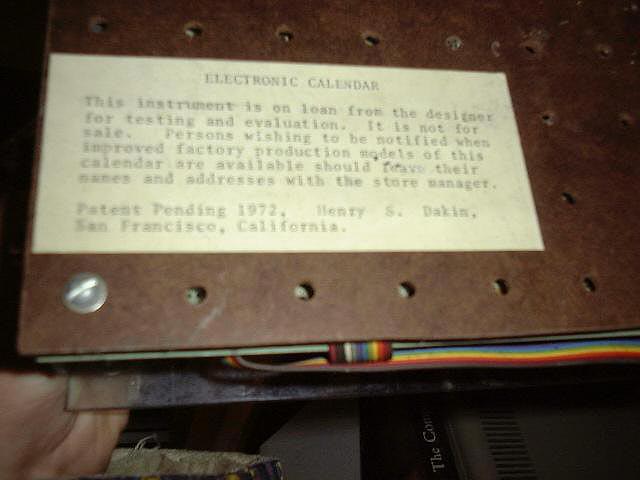 ELECTRONIC CALENDAR
This instrument is on loan from the designer
for testing and evaluation. It is not for
sale. Persons wishing to be notified when
improved factory production models of this
calendar are available should leave their
names and addresses with the store manager.
Patent Pending 1972, Henry S. Dakin,
San Francisco, California.
The Com